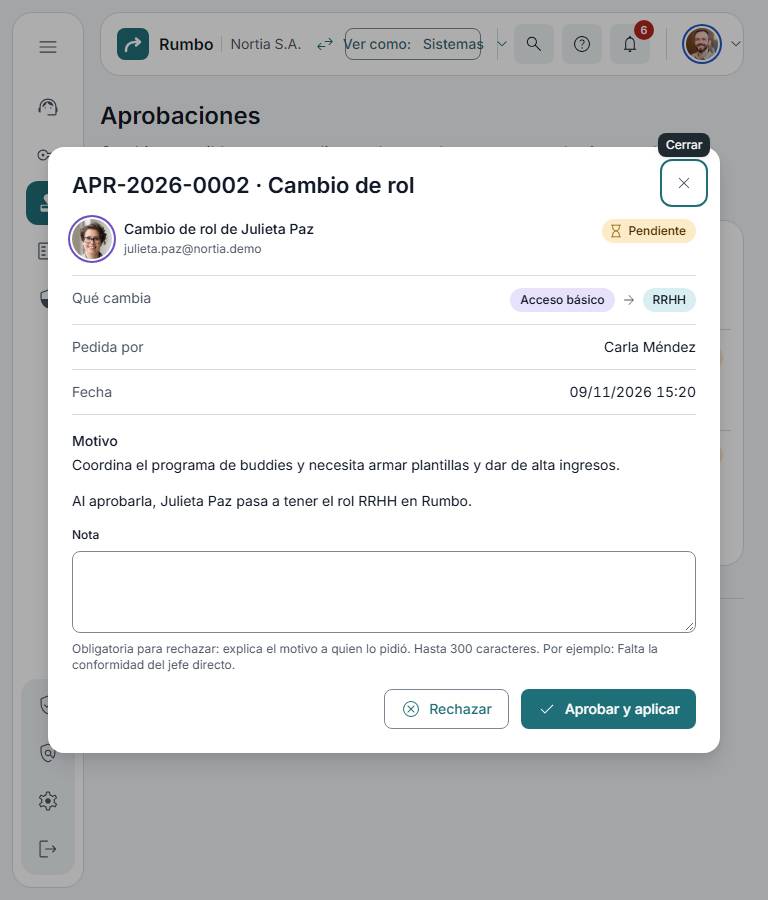 Rumbo
Nortia S.A.
Ver como: Sistemas
6
Aprobaciones
Cerrar
APR-2026-0002 · Cambio de rol
Cambio de rol de Julieta Paz
julieta.paz@nortia.demo
Pendiente
Qué cambia
Acceso básico → RRHH
Pedida por
Carla Méndez
Fecha
09/11/2026 15:20
Motivo
Coordina el programa de buddies y necesita armar plantillas y dar de alta ingresos.
Al aprobarla, Julieta Paz pasa a tener el rol RRHH en Rumbo.
Nota
Obligatoria para rechazar: explica el motivo a quien lo pidió. Hasta 300 caracteres. Por ejemplo: Falta la
conformidad del jefe directo.
Rechazar
Aprobar y aplicar